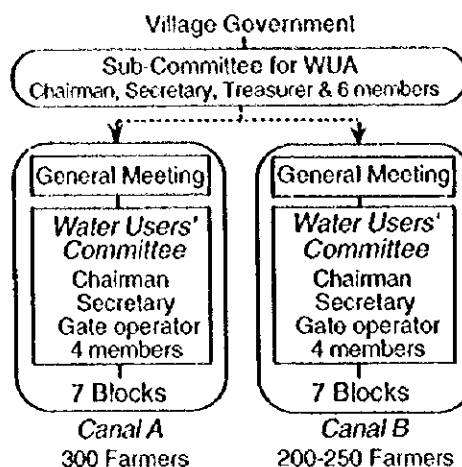 Village Government
Sub-Committee for WUA
Chairman, Secretary, Treasurer & 6 members
General Meeting
Water Users'
Committee
Chairman
Secretary
Gate operator
4 members
7 Blocks
Canal A
300 Farmers
General Meeting
Water Users'
Committee
Chairman
Secretary
Gate operator
4 members
7 Blocks
Canal B
200-250 Farmers